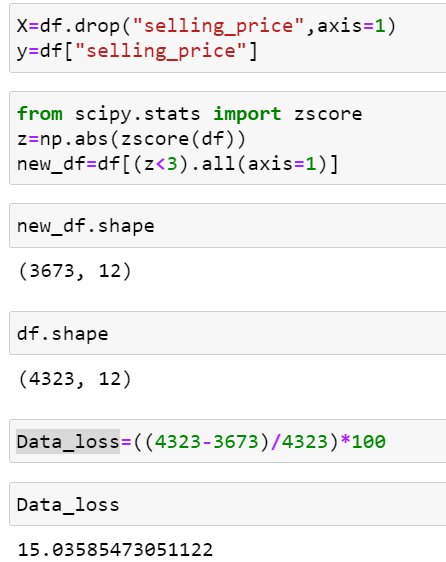 X=df.drop("selling_price",axis=1)
y=df["selling_price"]
from scipy.stats import zscore
z=np.abs(zscore(df))
new_df=df[(z<3).all(axis=1)]
new_df.shape
(3673, 12)
df.shape
(4323, 12)
Data_loss=((4323-3673)/4323)*100
Data_loss
15.03585473051122